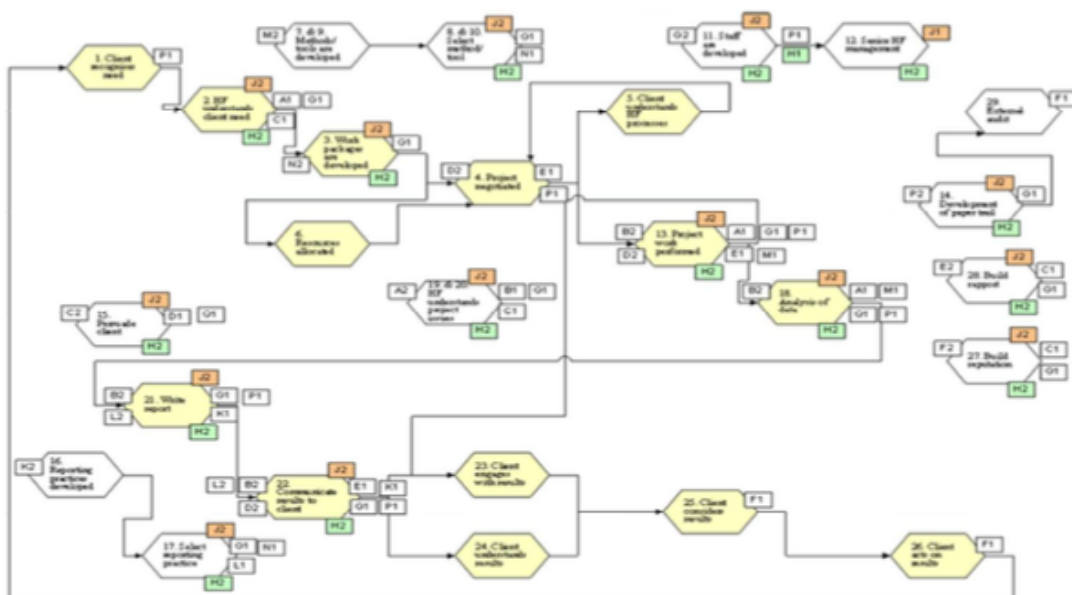 J2
M2
7. di 9.
Methods/
tools are
developed
8. di 10.
Select
method/
tool
G1
N1
H2
J2
G2
11. Staff
are
developed
P1
H1
H2
J1
12. Senior HF
management
H2
1. Client
recognises
need
P1
J2
2. HF
understands
client need
A1
G1
C1
H2
5. Client
understands
HF
processes
29.
External
audit
F1
J2
3. Work
packages
are
developed
G1
N2
H2
D2
4. Project
negotiated
E1
P1
J2
P2
14.
Development
of paper trail
G1
H2
6.
Resources
allocated
J2
B2
D2
13. Project
work
performed
A1
G1
P1
E1
M1
H2
J2
A2
19. di 20.
HF
understands
project
B1
G1
C1
H2
J2
B2
18.
Analysis of
data
A1
M1
G1
P1
H2
J2
E2
28. Build
support
C1
G1
H2
J2
C2
15.
Persuade
client
D1
G1
H2
J2
F2
27. Build
reputation
C1
G1
H2
J2
B2
L2
21. Write
report
G1
P1
K1
H2
K2
16.
Reporting
practices
developed
J2
L2
B2
D2
22.
Communicate
results to
client
E1
K1
G1
P1
H2
23. Client
engages
with results
24. Client
understands
results
25. Client
considers
results
F1
26. Client
acts on
results
F1
J2
17. Select
reporting
practice
G1
N1
L1
H2